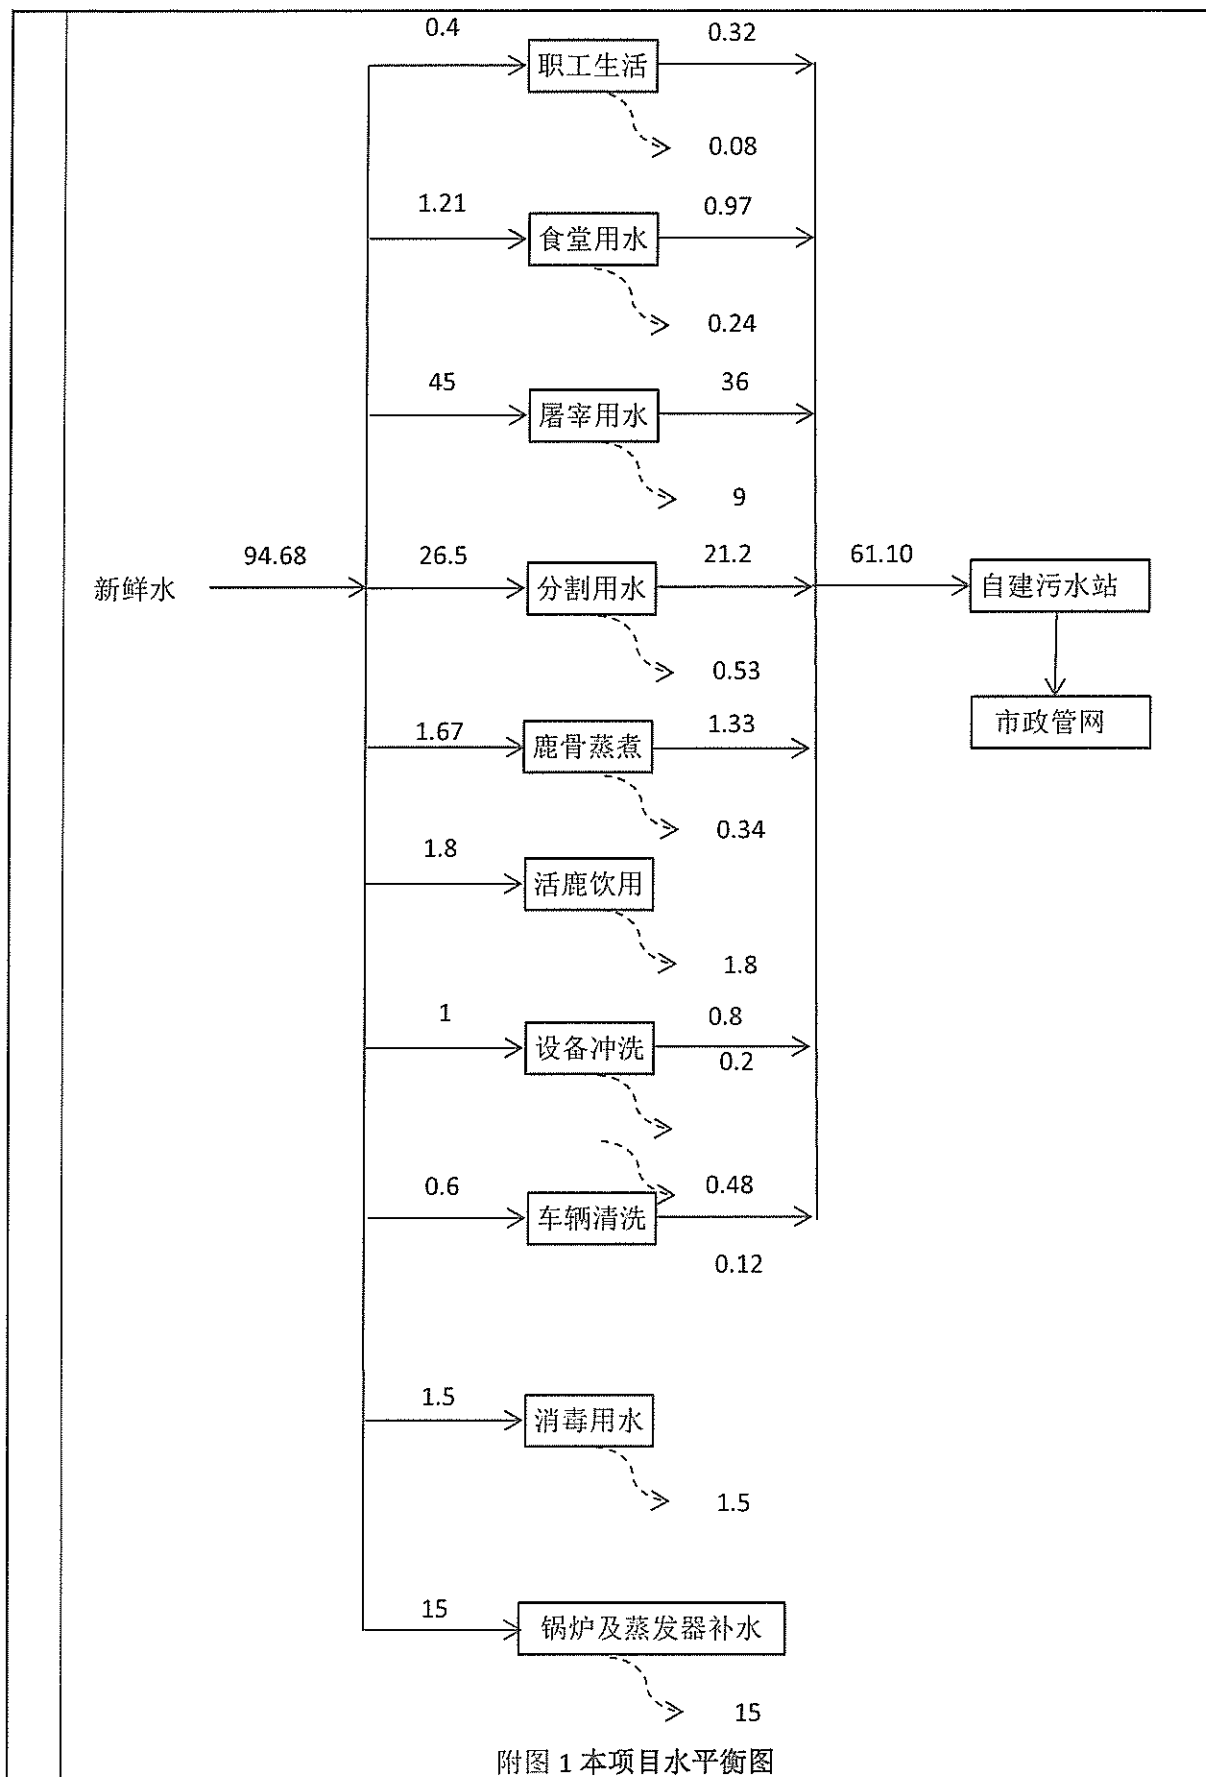 0.4
0.32
职工生活
0.08
1.21
0.97
食堂用水
0.24
45
36
屠宰用水
9
94.68
26.5
21.2
61.10
新鲜水
分割用水
自建污水站
0.53
市政管网
1.67
1.33
鹿骨蒸煮
0.34
1.8
活鹿饮用
1.8
1
0.8
设备冲洗
0.2
0.6
0.48
车辆清洗
0.12
1.5
消毒用水
1.5
15
锅炉及蒸发器补水
15
附图 1 本项目水平衡图